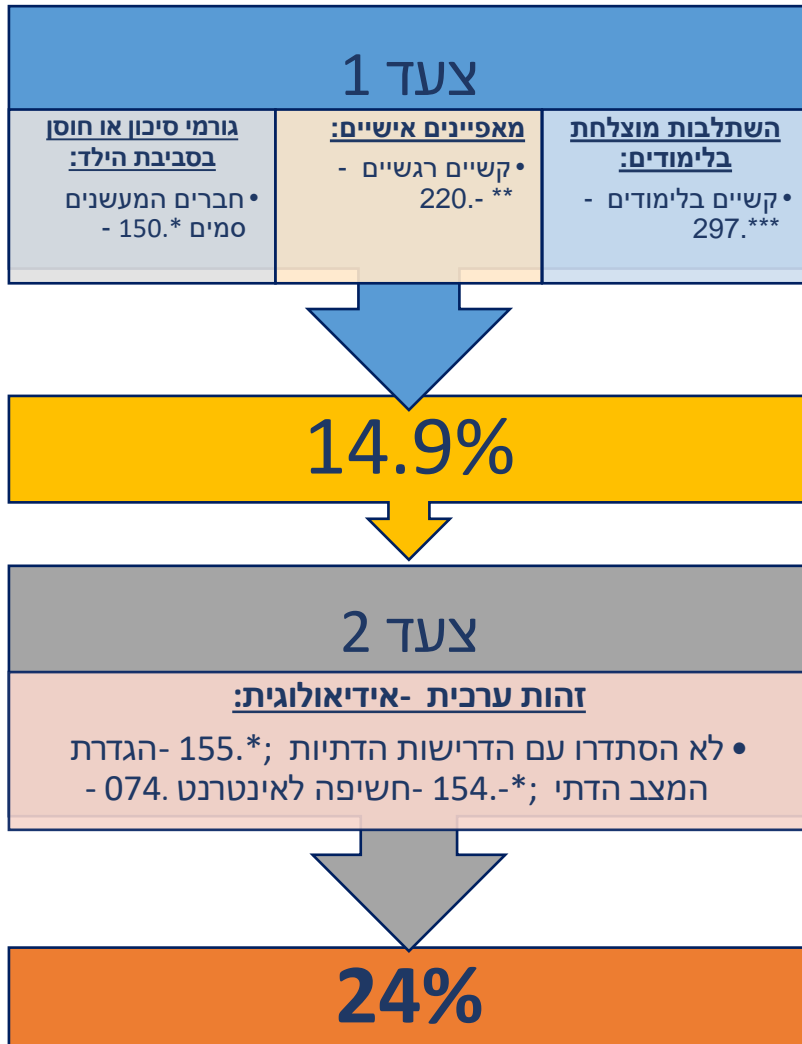 צעד 1
השתלבות מוצלחת
בלימודים:
•קשיים בלימודים -
297.***
מאפיינים אישיים:
•קשיים רגשיים -
220.- **
גורמי סיכון או חוסן
בסביבת הילד:
•חברים המעשנים
סמים *.150 -
14.9%
צעד 2
זהות ערכית -אידיאולוגית:
•לא הסתדרו עם הדרישות הדתיות ;*.155 -הגדרת
המצב הדתי ;*-.154 -חשיפה לאינטרנט .074 -
24%